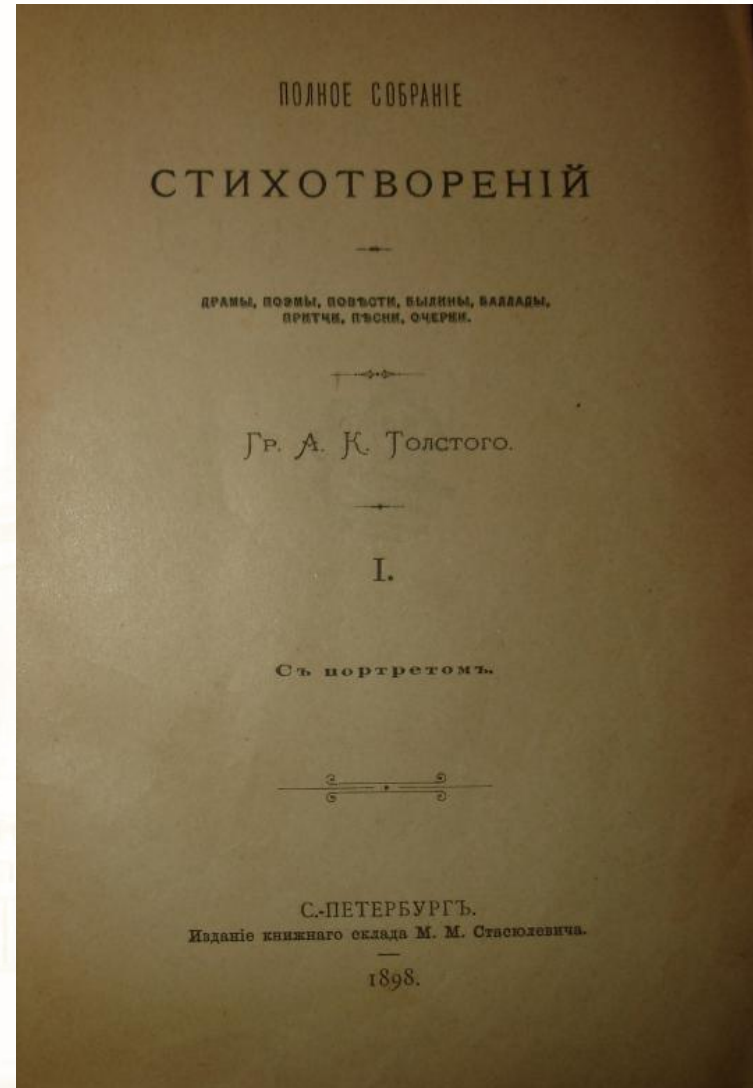 ПОЛНОЕ СОБРАНІЕ
СТИХОТВОРЕНІЙ
ДРАМЫ, ПОЭМЫ, ПОВѢСТИ, БЫЛИНЫ, БАЛЛАДЫ,
ПРИТЧИ, ПѢСНИ, ОЧЕРКИ.
Гр. А. К. Толстого.
I.
Съ портретомъ.
С.-ПЕТЕРБУРГЪ.
Изданіе книжнаго склада М. М. Стасюлевича.
1898.